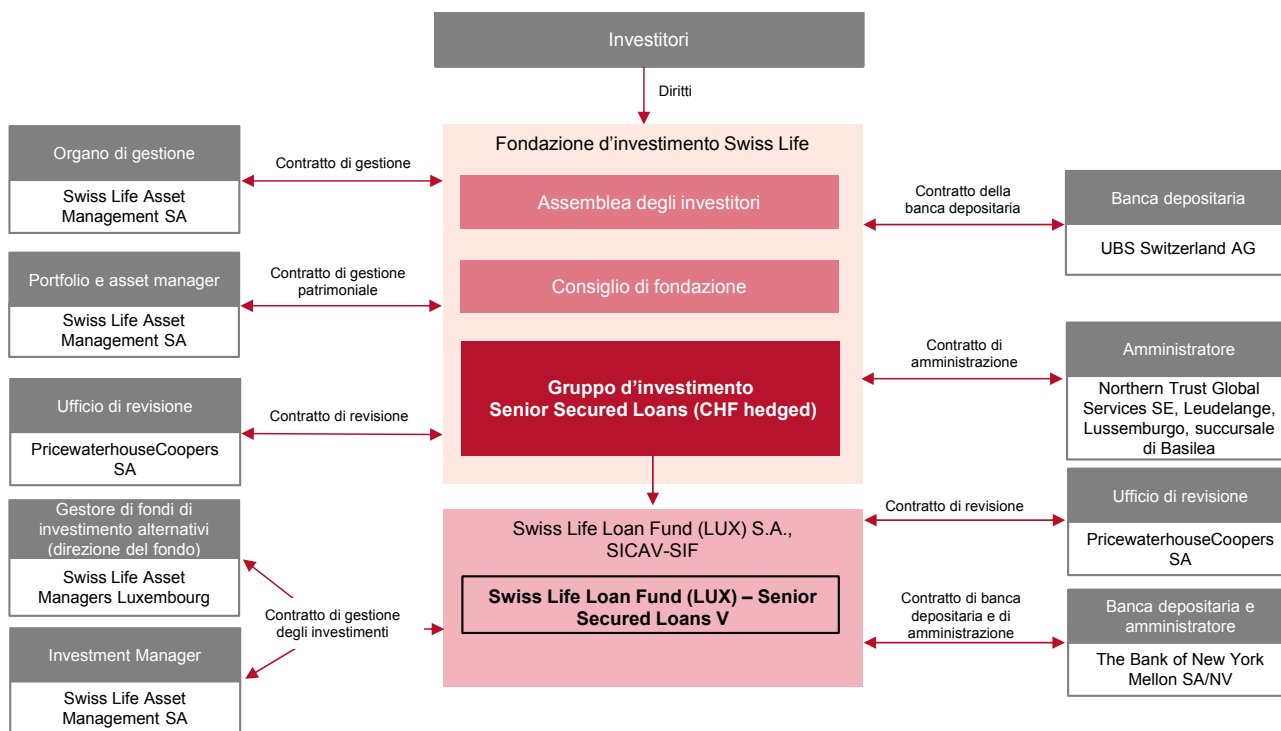 Investitori
Diritti
Fondazione d'investimento Swiss Life
Assemblea degli investitori
Consiglio di fondazione
Gruppo d'investimento
Senior Secured Loans (CHF hedged)
Organo di gestione
Swiss Life Asset
Management SA
Contratto di gestione
Portfolio e asset manager
Swiss Life Asset
Management SA
Contratto di gestione
patrimoniale
Ufficio di revisione
PricewaterhouseCoopers
SA
Contratto di revisione
Contratto della
banca depositaria
Banca depositaria
UBS Switzerland AG
Contratto di
amministrazione
Amministratore
Northern Trust Global
Services SE, Leudelange,
Lussemburgo, succursale
di Basilea
Gestore di fondi di
investimento alternativi
(direzione del fondo)
Swiss Life Asset
Managers Luxembourg
Contratto di gestione
degli investimenti
Investment Manager
Swiss Life Asset
Management SA
Swiss Life Loan Fund (LUX) S.A.,
SICAV-SIF
Swiss Life Loan Fund (LUX) – Senior
Secured Loans V
Contratto di revisione
Ufficio di revisione
PricewaterhouseCoopers
SA
Contratto di banca
depositaria e di
amministrazione
Banca depositaria e
amministratore
The Bank of New York
Mellon SA/NV